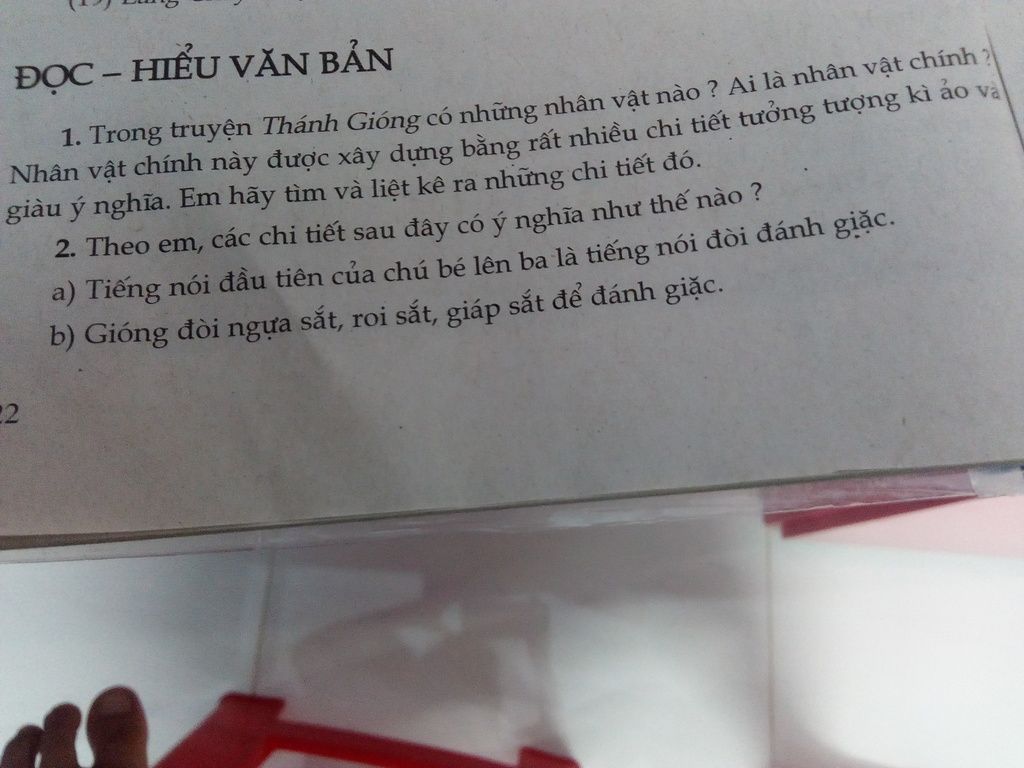 ĐỌC – HIỂU VĂN BẢN
1. Trong truyện Thánh Gióng có những nhân vật nào ? Ai là nhân vật chính ?
Nhân vật chính này được xây dựng bằng rất nhiều chi tiết tưởng tượng kì ảo và
giàu ý nghĩa. Em hãy tìm và liệt kê ra những chi tiết đó.
2. Theo em, các chi tiết sau đây có ý nghĩa như thế nào ?
a) Tiếng nói đầu tiên của chú bé lên ba là tiếng nói đòi đánh giặc.
b) Gióng đòi ngựa sắt, roi sắt, giáp sắt để đánh giặc.
22